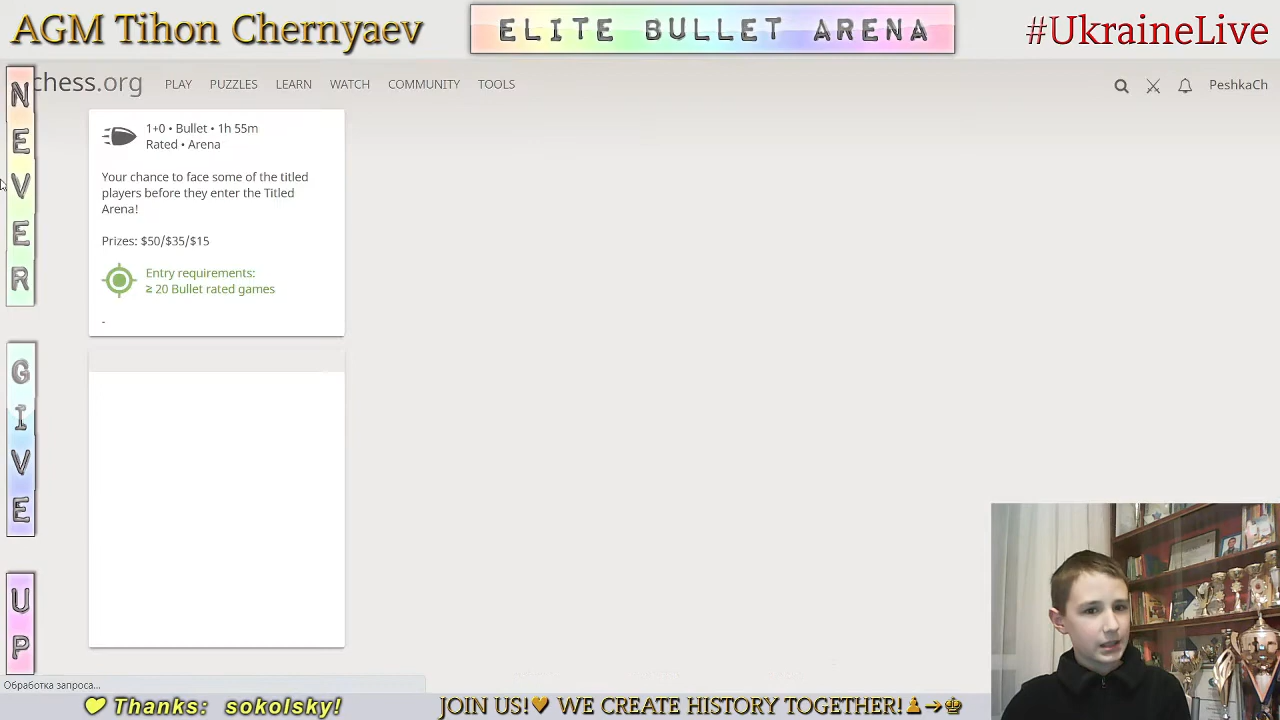 AGM Tihon Chernyaev
ELITE BULLET ARENA
#UkraineLive
chess.org
PLAY
PUZZLES
LEARN
WATCH
COMMUNITY
TOOLS
PeshkaCh
NEVER
GIVE
UP
1+0 • Bullet • 1h 55m
Rated • Arena
Your chance to face some of the titled
players before they enter the Titled
Arena!
Prizes: $50/$35/$15
Entry requirements:
≥ 20 Bullet rated games
-
Обработка запроса...
Thanks: sokolsky!
JOIN US!🧡 WE CREATE HISTORY TOGETHER!♟→♚